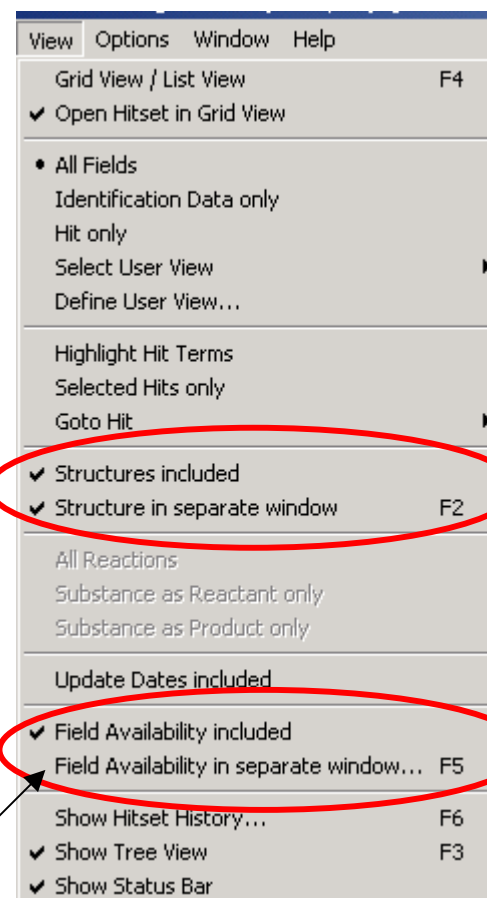 View Options Window Help
Grid View / List View F4
✔ Open Hitset in Grid View
• All Fields
Identification Data only
Hit only
Select User View
Define User View...
Highlight Hit Terms
Selected Hits only
Goto Hit
✔ Structures included
✔ Structure in separate window F2
All Reactions
Substance as Reactant only
Substance as Product only
Update Dates included
✔ Field Availability included
Field Availability in separate window... F5
Show Hitset History... F6
✔ Show Tree View F3
✔ Show Status Bar